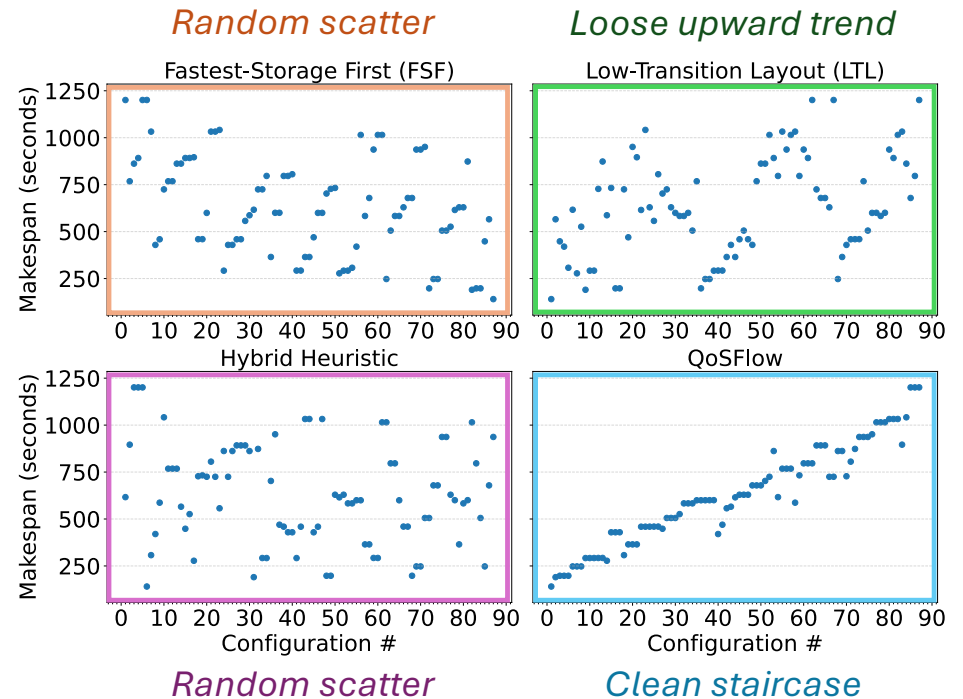 Random scatter
Loose upward trend
Fastest-Storage First (FSF)
Low-Transition Layout (LTL)
Makespan (seconds)
1250
1000
750
500
250
0 10 20 30 40 50 60 70 80 90
0 10 20 30 40 50 60 70 80 90
Hybrid Heuristic
QoSFlow
Makespan (seconds)
1250
1000
750
500
250
0 10 20 30 40 50 60 70 80 90
0 10 20 30 40 50 60 70 80 90
Configuration #
Configuration #
Random scatter
Clean staircase